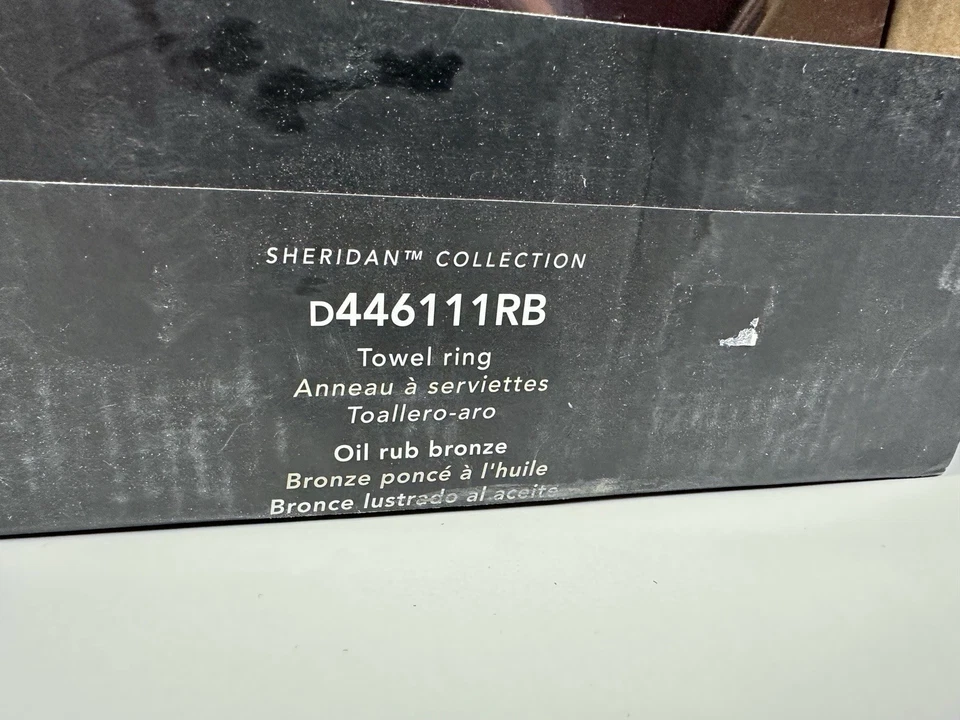 SHERIDAN™ COLLECTION
D446111RB
Towel ring
Anneau à serviettes
Toallero-aro
Oil rub bronze
Bronze poncé à l'huile
Bronce lustrado al aceite